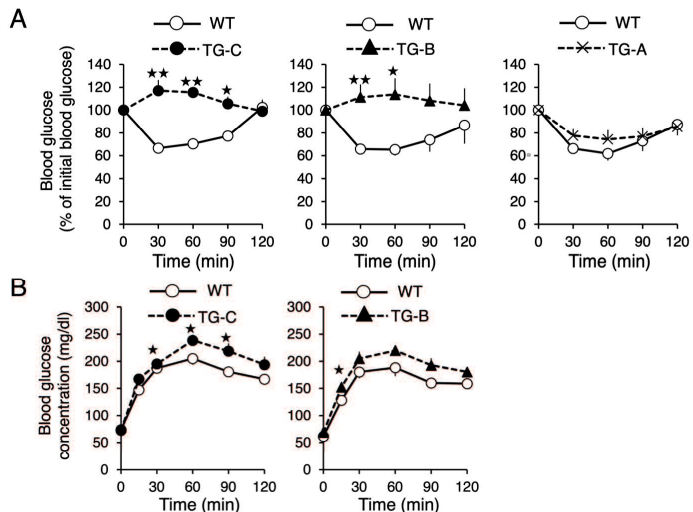 A
WT
TG-C
WT
TG-B
WT
TG-A
Blood glucose
(% of initial blood glucose)
140
120
100
80
60
40
20
0
★★
★★
★
0 30 60 90 120
Time (min)
140
120
100
80
60
40
20
0
★★
★
0 30 60 90 120
Time (min)
140
120
100
80
60
40
20
0
0 30 60 90 120
Time (min)
B
WT
TG-C
WT
TG-B
Blood glucose
concentration (mg/dl)
300
250
200
150
100
50
0
★
★
★
0 30 60 90 120
Time (min)
300
250
200
150
100
50
0
★
0 30 60 90 120
Time (min)